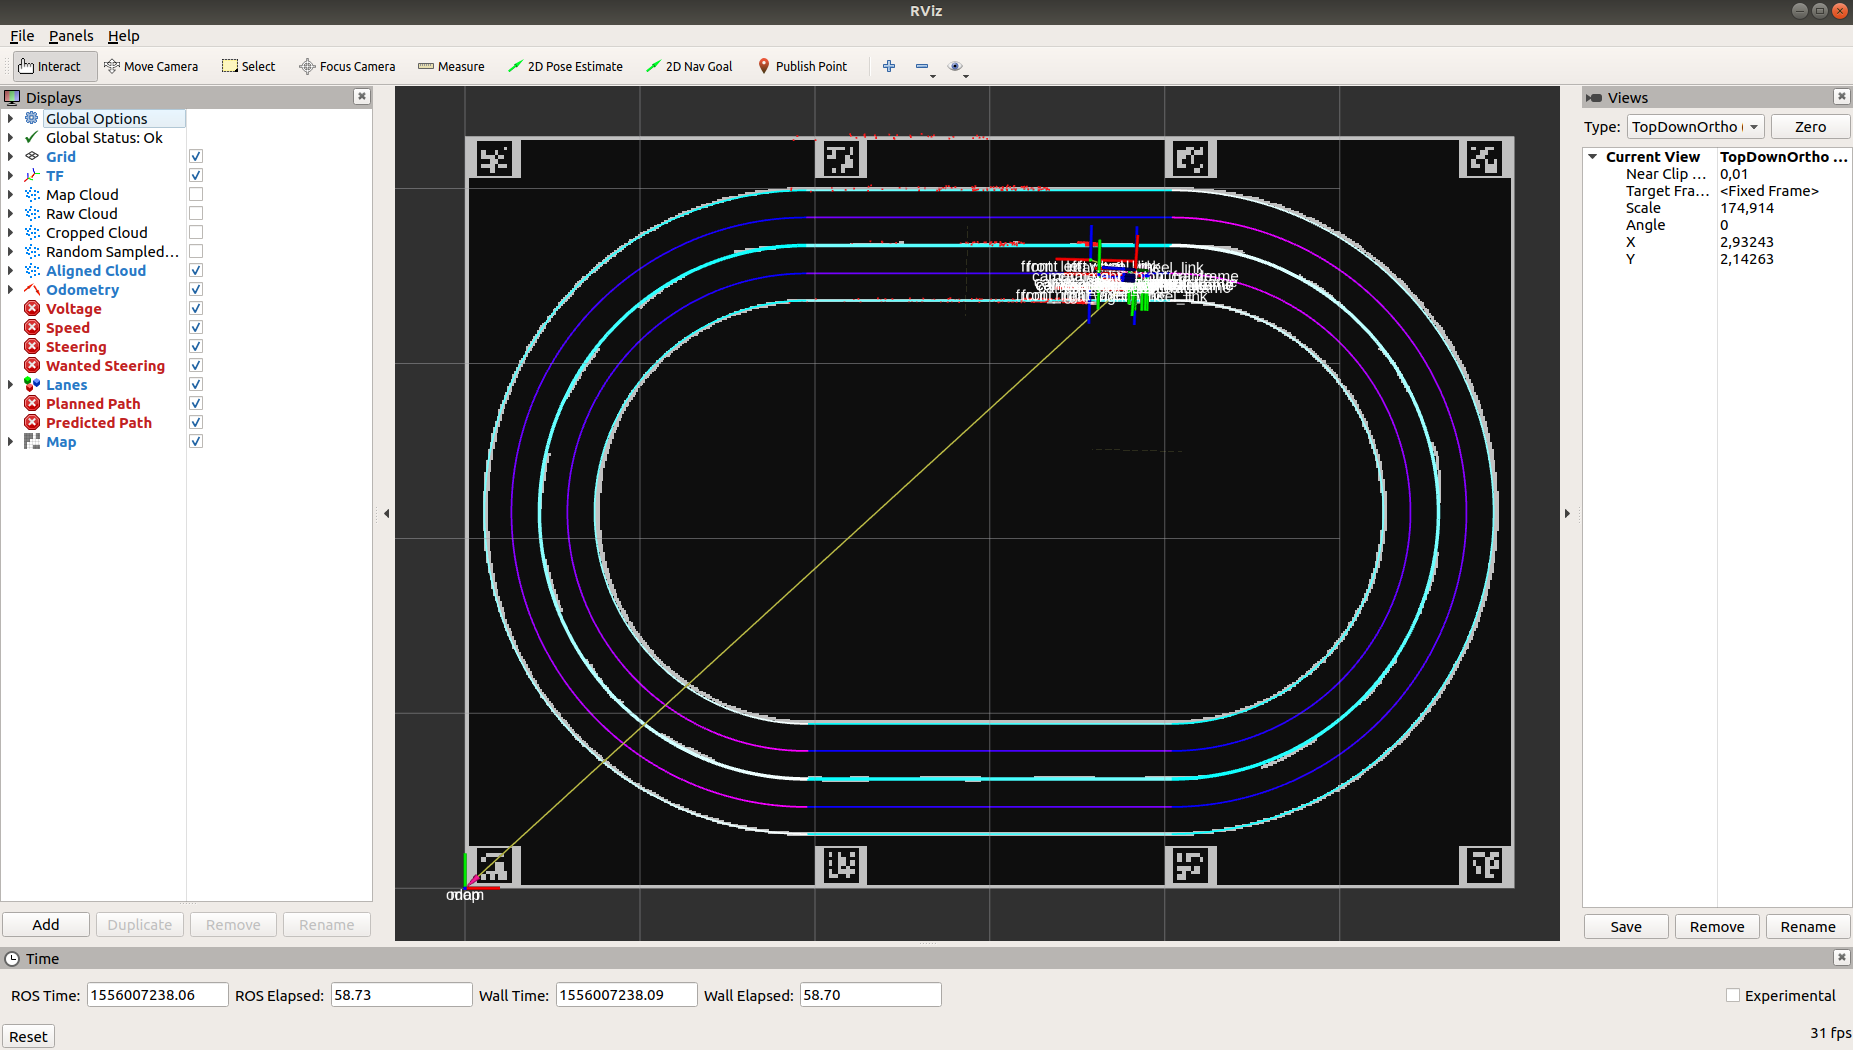 RViz
File Panels Help
Interact Move Camera Select Focus Camera Measure 2D Pose Estimate 2D Nav Goal Publish Point
Displays
Global Options
Global Status: Ok
Grid
TF
Map Cloud
Raw Cloud
Cropped Cloud
Random Sampled...
Aligned Cloud
Odometry
Voltage
Speed
Steering
Wanted Steering
Lanes
Planned Path
Predicted Path
Map
Add Duplicate Remove Rename
Views
Type: TopDownOrtho ( Zero
Current View TopDownOrtho ...
Near Clip ... 0,01
Target Fra... <Fixed Frame>
Scale 174,914
Angle 0
X 2,93243
Y 2,14263
Save Remove Rename
Time
ROS Time: 1556007238.06 ROS Elapsed: 58.73 Wall Time: 1556007238.09 Wall Elapsed: 58.70 Experimental
Reset 31 fps